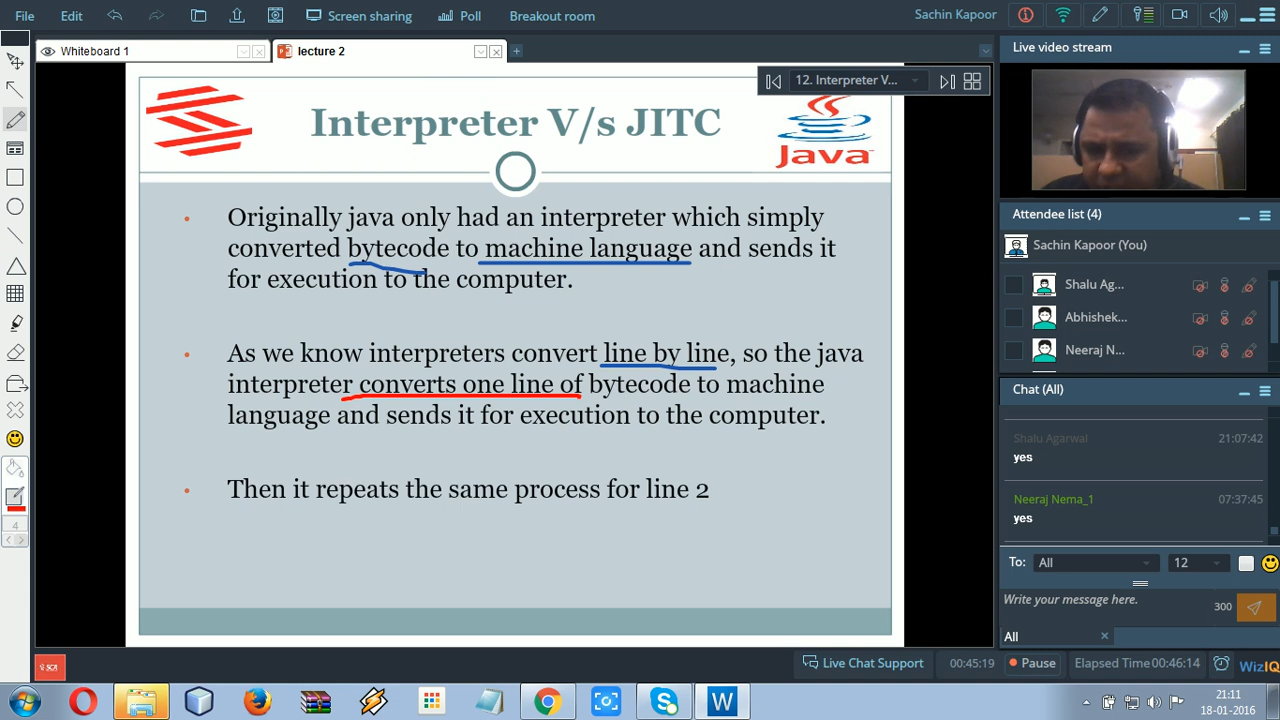 File Edit Screen sharing Poll Breakout room Sachin Kapoor
Whiteboard 1 lecture 2
Live video stream
12. Interpreter V...
Interpreter V/s JITC
Java
Originally java only had an interpreter which simply
converted bytecode to machine language and sends it
for execution to the computer.
As we know interpreters convert line by line, so the java
interpreter converts one line of bytecode to machine
language and sends it for execution to the computer.
Then it repeats the same process for line 2
4
Attendee list (4)
Sachin Kapoor (You)
Shalu Ag...
Abhishek...
Neeraj N...
Chat (All)
Shalu Agarwal 21:07:42
yes
Neeraj Nema_1 07:37:45
yes
To: All 12
Write your message here. 300
All
SCA
Live Chat Support 00:45:19 Pause Elapsed Time 00:46:14 WizIQ
W
21:11
18-01-2016